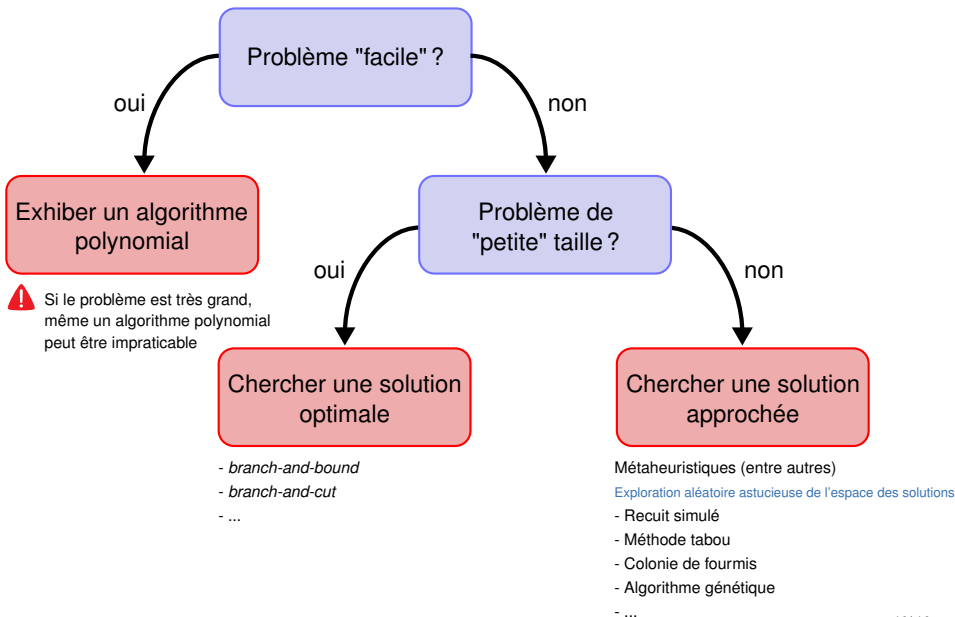 Problème "facile" ?
oui
non
Exhiber un algorithme
polynomial
Problème de
"petite" taille ?
Si le problème est très grand,
même un algorithme polynomial
peut être impraticable
oui
non
Chercher une solution
optimale
Chercher une solution
approchée
- branch-and-bound
- branch-and-cut
- ...
Métaheuristiques (entre autres)
Exploration aléatoire astucieuse de l'espace des solutions
- Recuit simulé
- Méthode tabou
- Colonie de fourmis
- Algorithme génétique
- ...